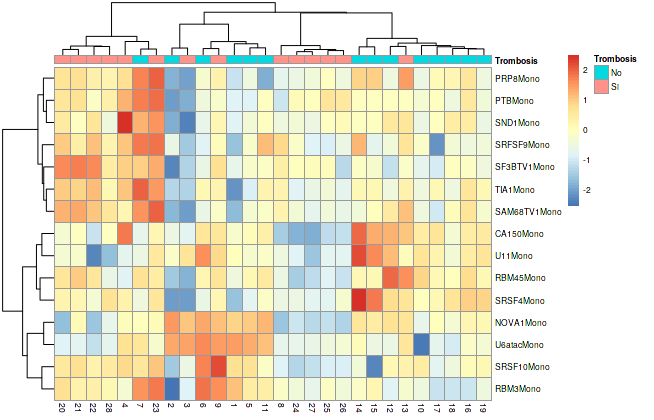 Trombosis
Trombosis
No
SI
2
1
0
-1
-2
PRP8Mono
PTBMono
SND1Mono
SRFSF9Mono
SF3BTV1Mono
TIA1Mono
SAM68TV1Mono
CA150Mono
U11Mono
RBM45Mono
SRSF4Mono
NOVA1Mono
U6atacMono
SRSF10Mono
RBM3Mono
20 21 22 28 4 7 23 2 3 6 9 1 5 11 8 24 27 25 26 14 15 12 13 10 17 18 16 19